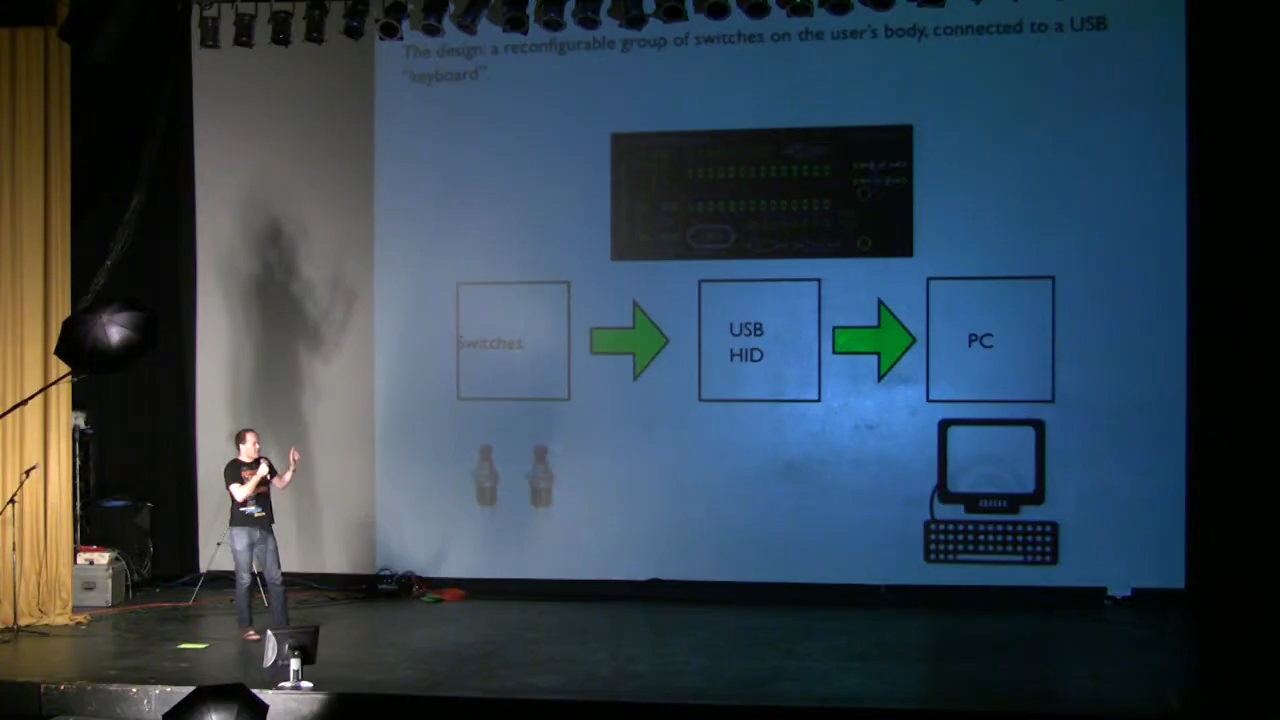 The design: a reconfigurable group of switches on the user's body, connected to a USB
"keyboard".
Switches
USB
HID
PC